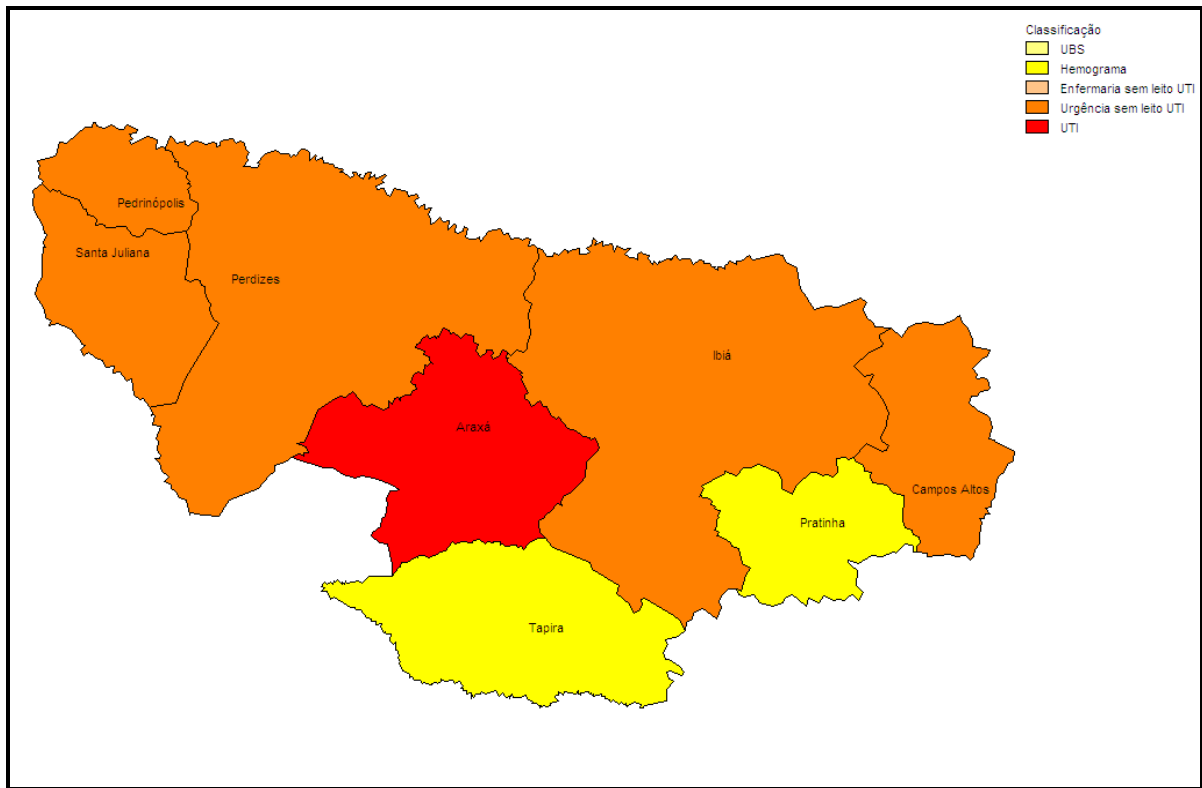 Classificação
UBS
Hemograma
Enfermaria sem leito UTI
Urgência sem leito UTI
UTI
Pedrinópolis
Santa Juliana
Perdizes
Ibiá
Araxá
Campos Altos
Pratinha
Tapira